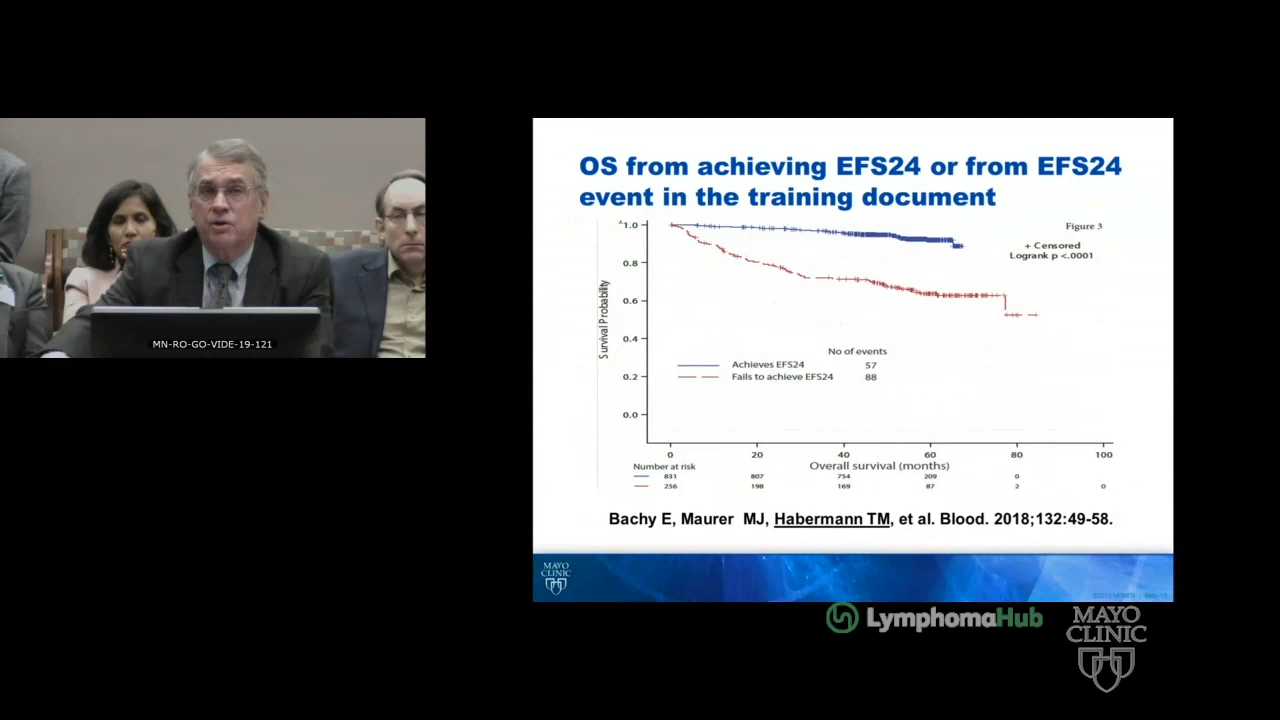 MN-RO-GO-VIDE-19-121
OS from achieving EFS24 or from EFS24
event in the training document
Figure 3
+ Censored
Logrank p <.0001
Survival Probability
1.0
0.8
0.6
0.4
0.2
0.0
No of events
Achieves EFS24 57
Fails to achieve EFS24 88
0 20 40 60 80 100
Overall survival (months)
Number at risk
831 807 754 209 0
256 198 169 87 2 0
Bachy E, Maurer MJ, Habermann TM, et al. Blood. 2018;132:49-58.
MAYO
CLINIC
LymphomaHub
MAYO
CLINIC